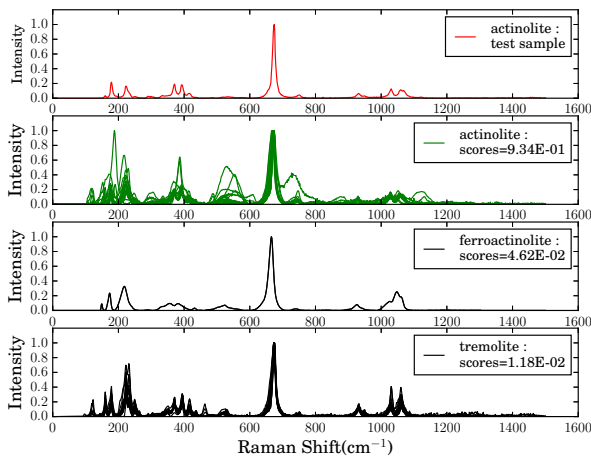 Intensity
1.0
0.8
0.6
0.4
0.2
0.0
0 200 400 600 800 1000 1200 1400 1600
actinolite :
test sample
Intensity
1.0
0.8
0.6
0.4
0.2
0.0
0 200 400 600 800 1000 1200 1400 1600
actinolite :
scores=9.34E-01
Intensity
1.0
0.8
0.6
0.4
0.2
0.0
0 200 400 600 800 1000 1200 1400 1600
ferroactinolite :
scores=4.62E-02
Intensity
1.0
0.8
0.6
0.4
0.2
0.0
0 200 400 600 800 1000 1200 1400 1600
tremolite :
scores=1.18E-02
Raman Shift(cm⁻¹)